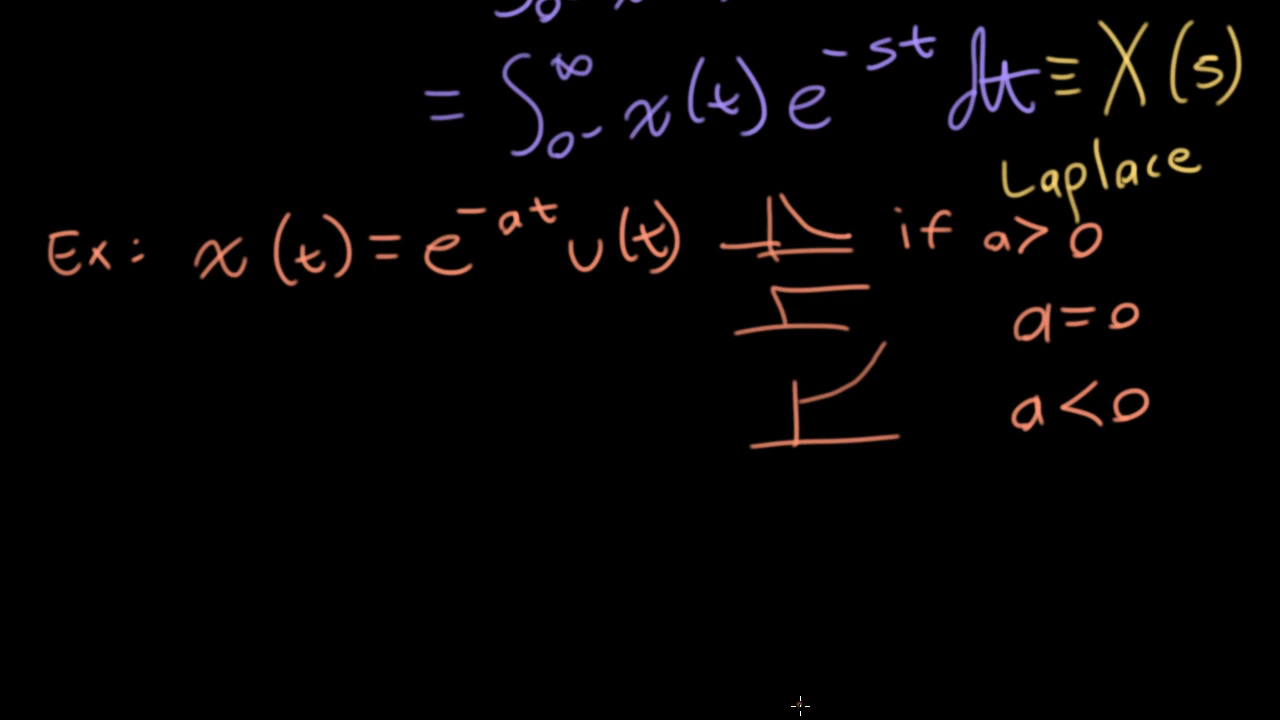 = ∫₀₋^∞ x(t) e^{-st} dt ≡ X(s)
Laplace
Ex: x(t) = e^{-at} u(t) if a > 0
a = 0
a < 0